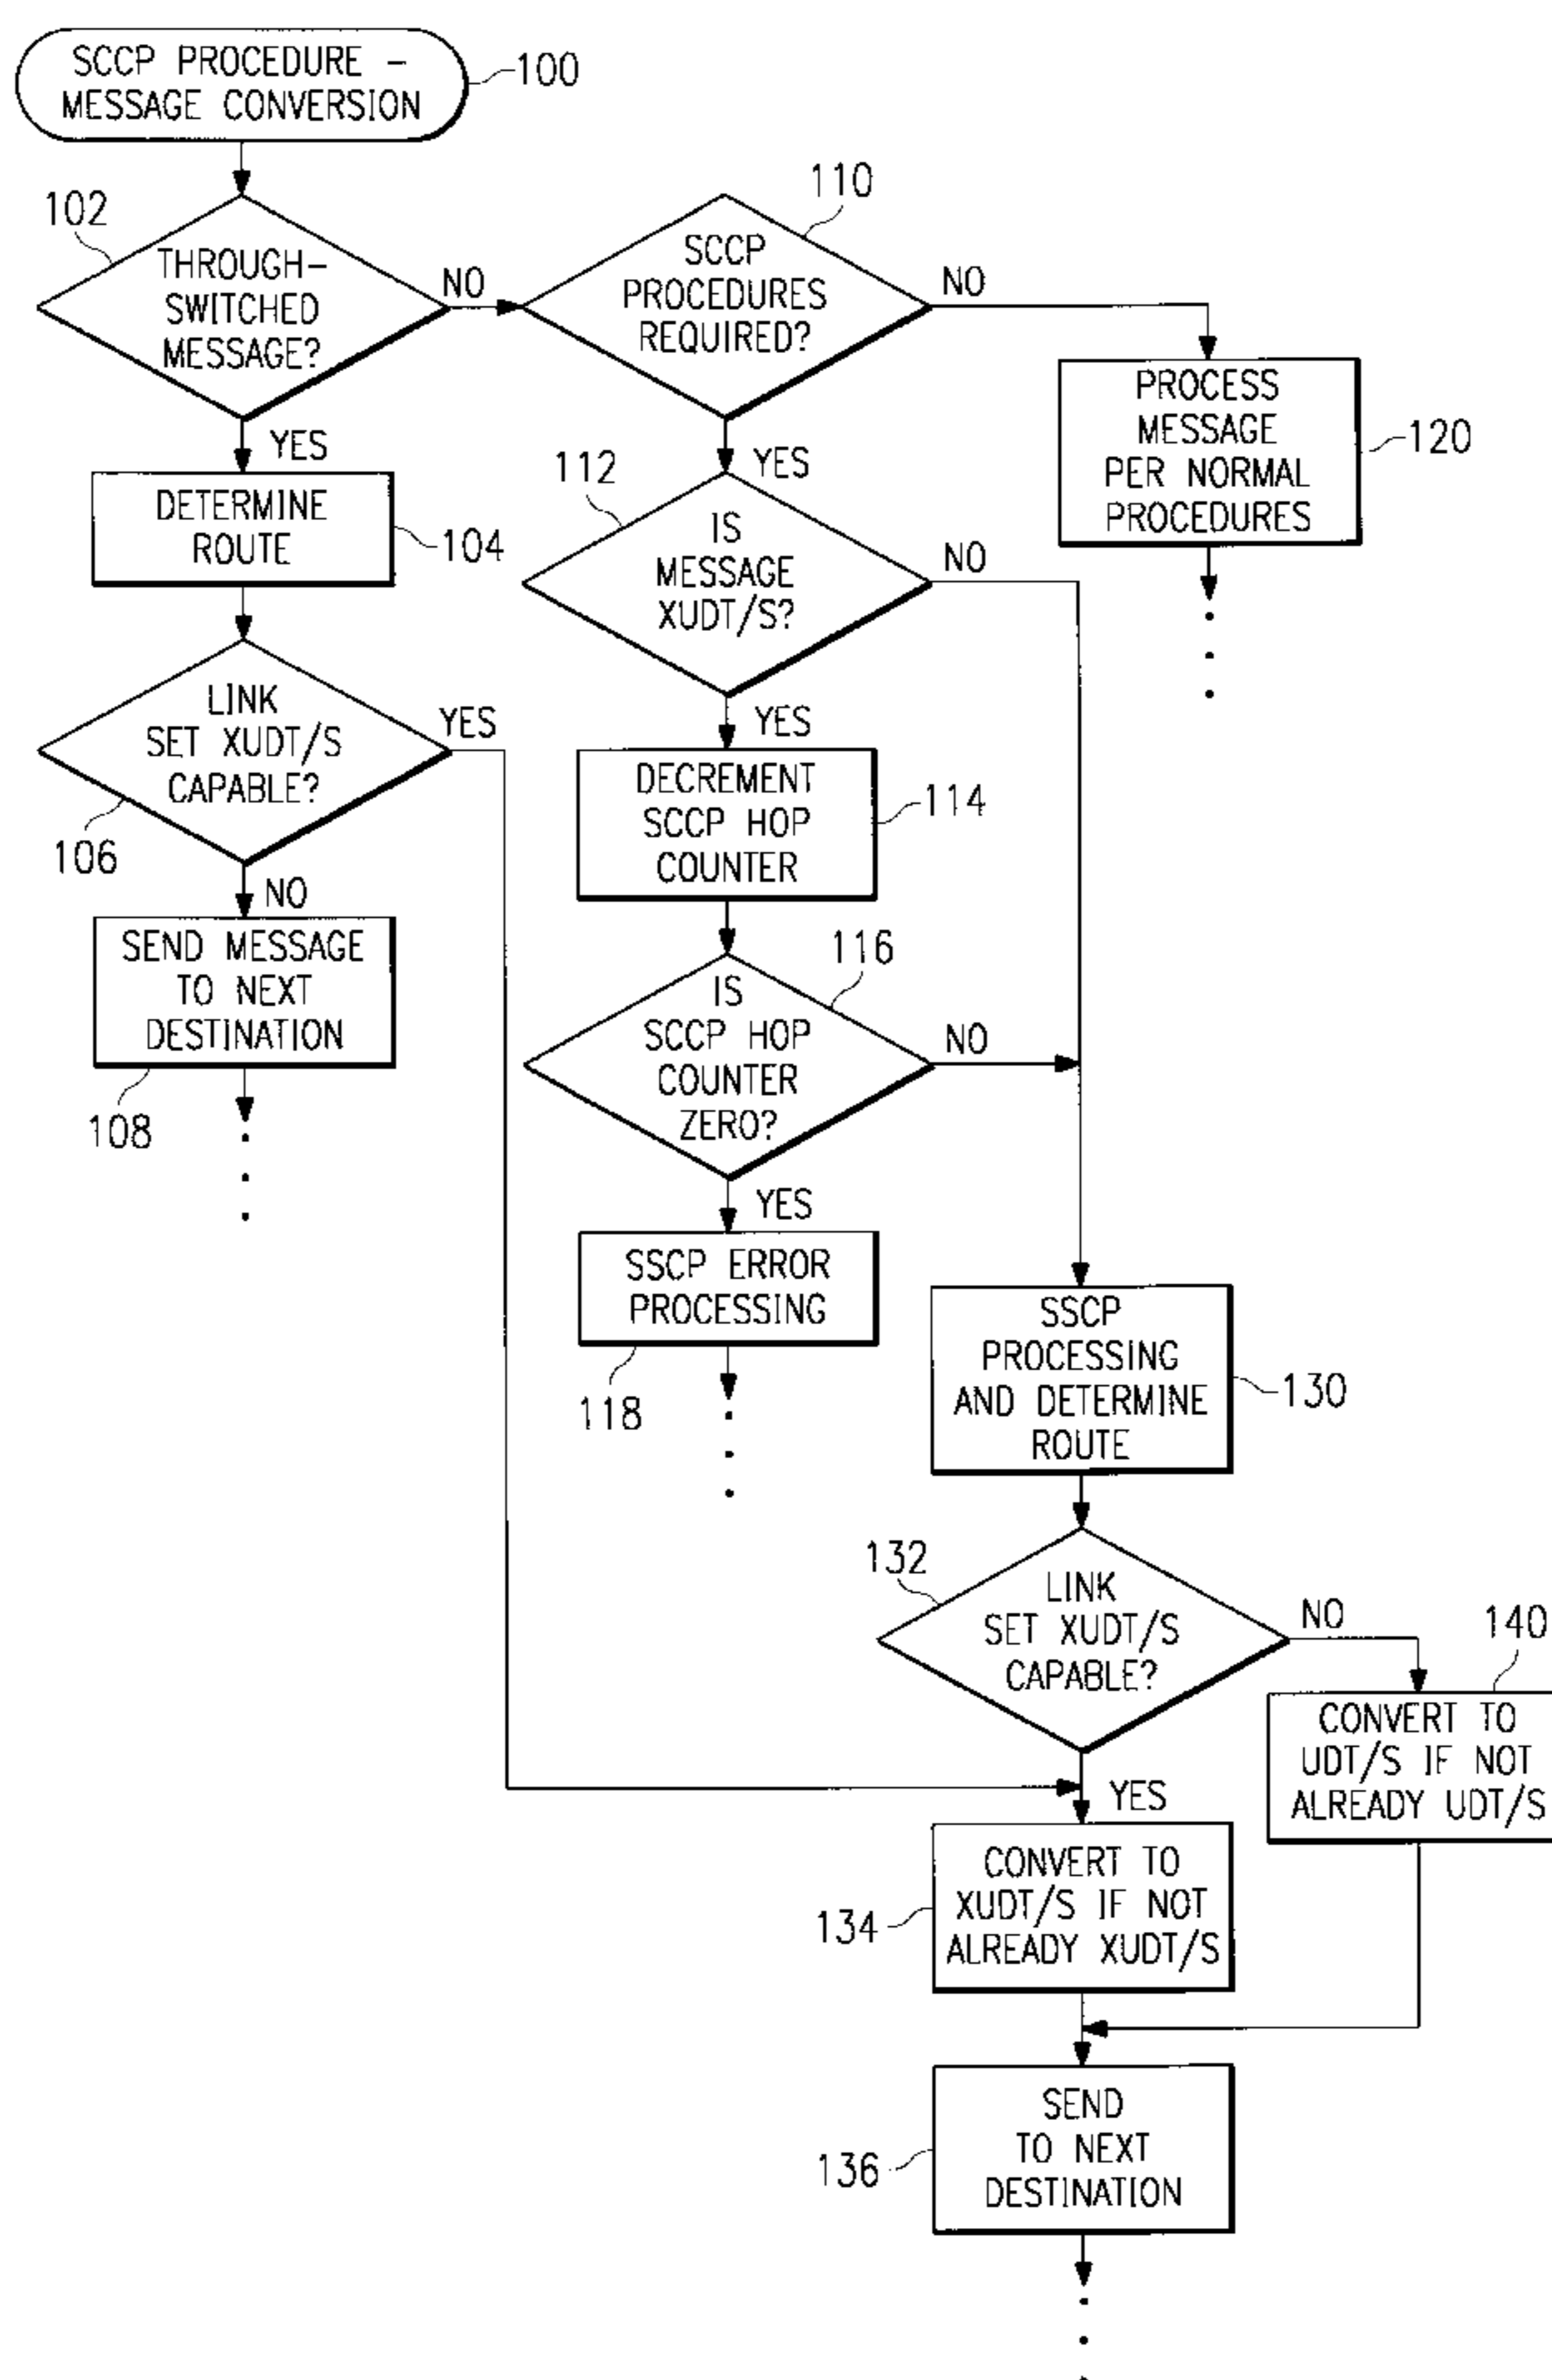 SCCP PROCEDURE -
MESSAGE CONVERSION
100
102
THROUGH-
SWITCHED
MESSAGE?
NO
YES
110
SCCP
PROCEDURES
REQUIRED?
NO
YES
PROCESS
MESSAGE
PER NORMAL
PROCEDURES
120
DETERMINE
ROUTE
104
112
IS
MESSAGE
XUDT/S?
NO
YES
LINK
SET XUDT/S
CAPABLE?
YES
106
NO
DECREMENT
SCCP HOP
COUNTER
114
SEND MESSAGE
TO NEXT
DESTINATION
108
116
IS
SCCP HOP
COUNTER
ZERO?
NO
YES
SSCP ERROR
PROCESSING
118
SSCP
PROCESSING
AND DETERMINE
ROUTE
130
132
LINK
SET XUDT/S
CAPABLE?
NO
YES
140
CONVERT TO
UDT/S IF NOT
ALREADY UDT/S
CONVERT TO
XUDT/S IF NOT
ALREADY XUDT/S
134
SEND
TO NEXT
DESTINATION
136